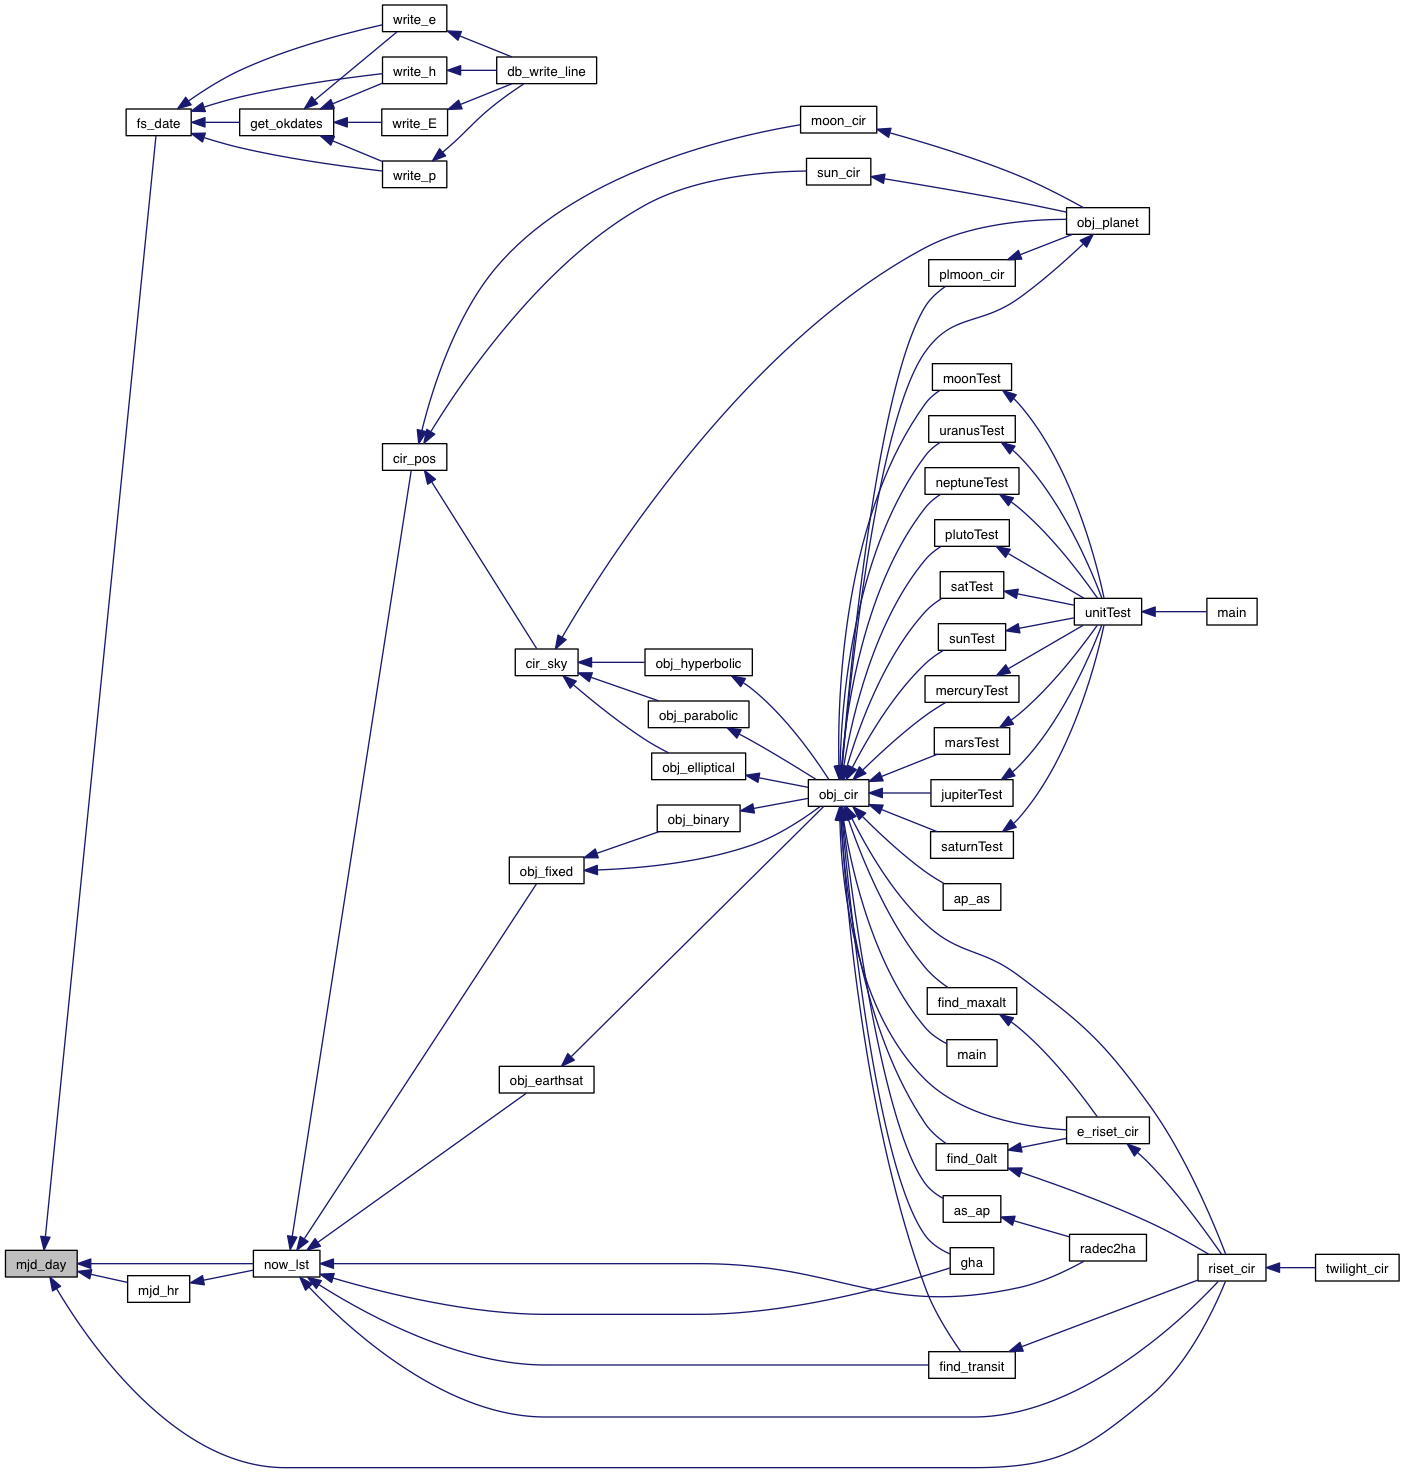 write_e
write_h
db_write_line
fs_date
get_okdates
write_E
write_p
moon_cir
sun_cir
obj_planet
plmoon_cir
moonTest
uranusTest
cir_pos
neptuneTest
plutoTest
satTest
unitTest
main
sunTest
cir_sky
obj_hyperbolic
mercuryTest
obj_parabolic
marsTest
obj_elliptical
obj_cir
jupiterTest
obj_binary
saturnTest
obj_fixed
ap_as
find_maxalt
main
obj_earthsat
e_riset_cir
find_0alt
as_ap
radec2ha
mjd_day
now_lst
gha
riset_cir
twilight_cir
mjd_hr
find_transit